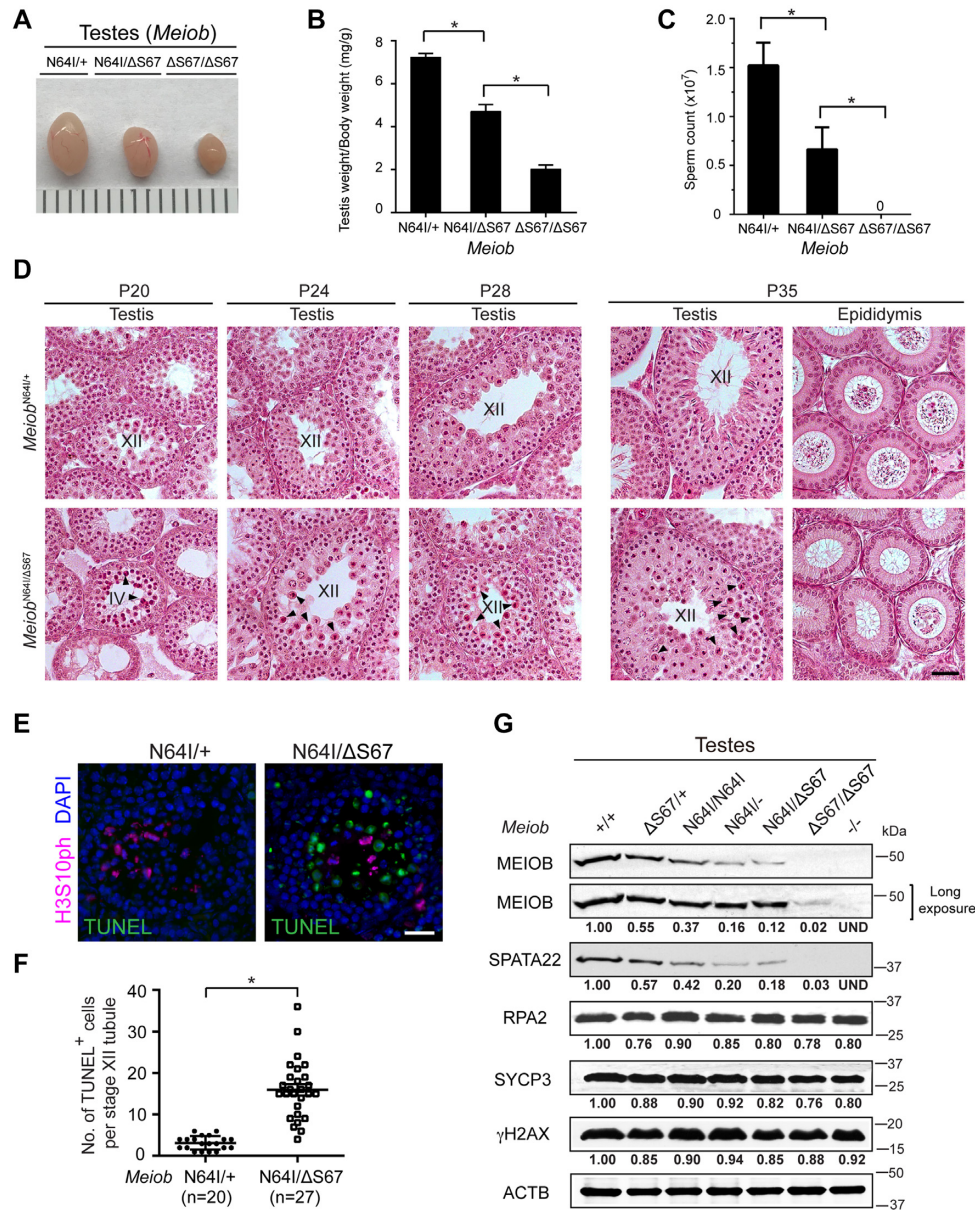 A
Testes (Meiob)
N64I/+ N64I/ΔS67 ΔS67/ΔS67
B
Testis weight/Body weight (mg/g)
8
6
4
2
0
*
*
N64I/+ N64I/ΔS67 ΔS67/ΔS67
Meiob
C
Sperm count (x10⁷)
2.0
1.5
1.0
0.5
0
*
*
0
N64I/+ N64I/ΔS67 ΔS67/ΔS67
Meiob
D
P20 P24 P28 P35
Testis Testis Testis Testis Epididymis
Meiob^N64I/+
XII XII XII XII
Meiob^N64I/ΔS67
IV XII XII XII
E
N64I/+ N64I/ΔS67
H3S10ph DAPI
TUNEL TUNEL
F
No. of TUNEL⁺ cells
per stage XII tubule
40
30
20
10
0
*
Meiob N64I/+ N64I/ΔS67
(n=20) (n=27)
G
Testes
Meiob +/+ ΔS67/+ N64I/N64I N64I/- N64I/ΔS67 ΔS67/ΔS67 -/-
kDa
MEIOB 50
MEIOB 50 Long exposure
1.00 0.55 0.37 0.16 0.12 0.02 UND
SPATA22 37
1.00 0.57 0.42 0.20 0.18 0.03 UND
RPA2 37 25
1.00 0.76 0.90 0.85 0.80 0.78 0.80
SYCP3 37 25
1.00 0.88 0.90 0.92 0.82 0.76 0.80
γH2AX 20 15
1.00 0.85 0.90 0.94 0.85 0.88 0.92
ACTB 50 37